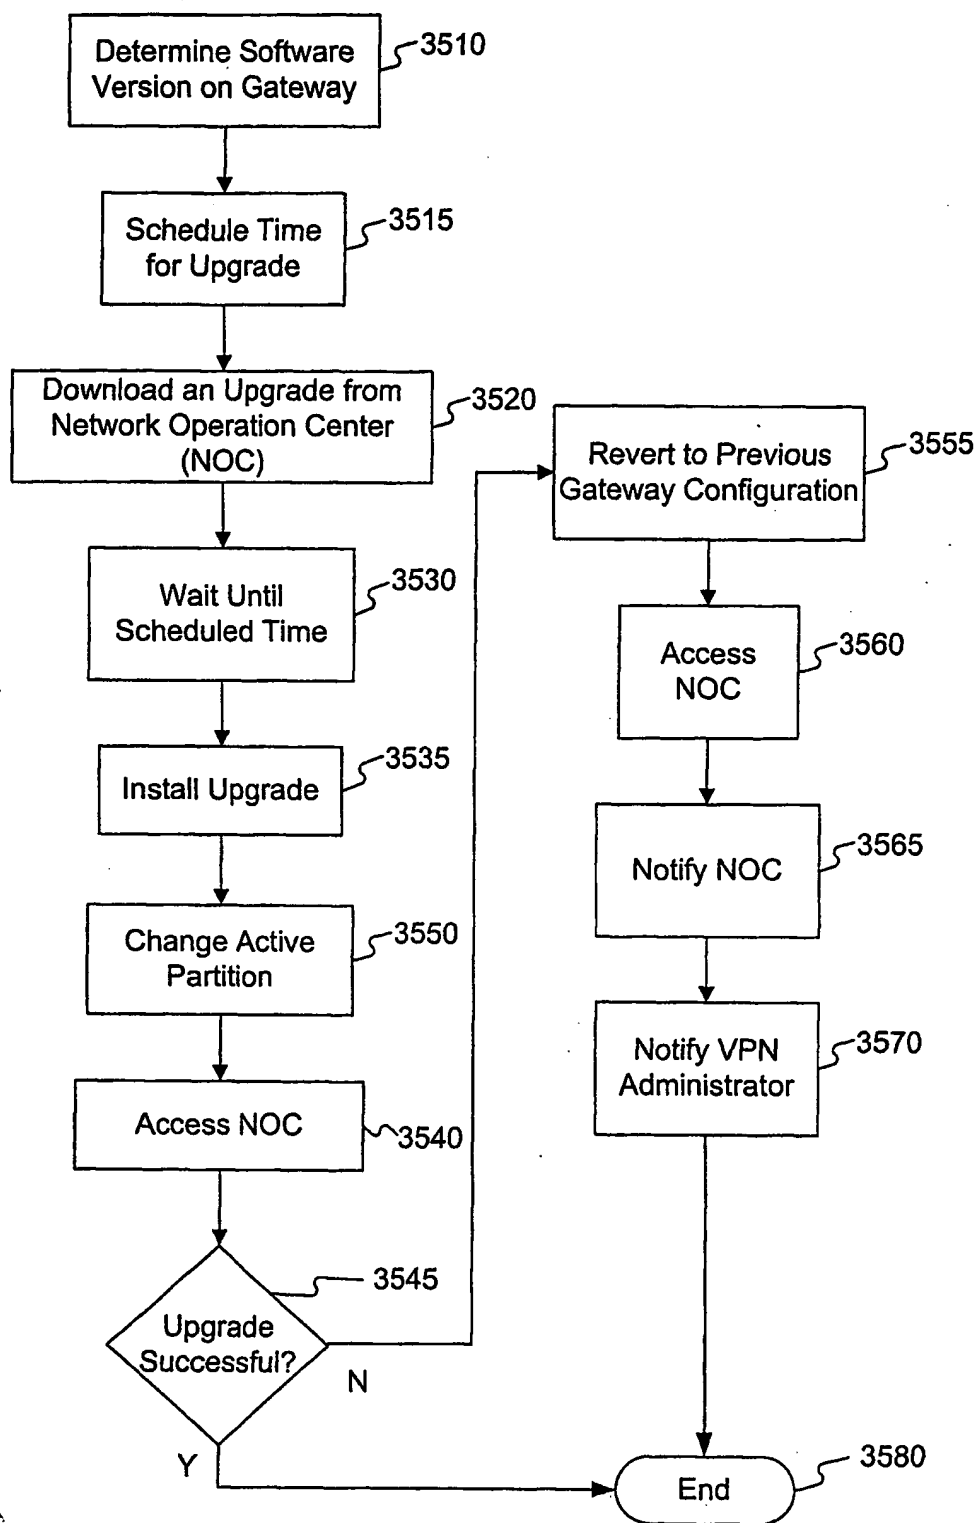 Determine Software
Version on Gateway
3510
Schedule Time
for Upgrade
3515
Download an Upgrade from
Network Operation Center
(NOC)
3520
Wait Until
Scheduled Time
3530
Install Upgrade
3535
Change Active
Partition
3550
Access NOC
3540
Upgrade
Successful?
3545
N
Y
Revert to Previous
Gateway Configuration
3555
Access
NOC
3560
Notify NOC
3565
Notify VPN
Administrator
3570
End
3580